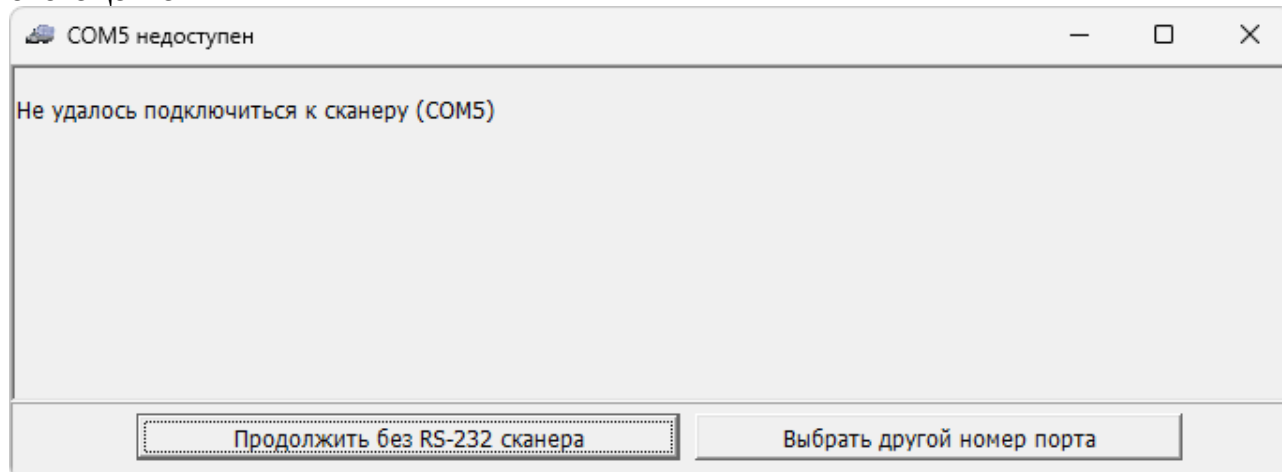 COM5 недоступен
Не удалось подключиться к сканеру (COM5)
Продолжить без RS-232 сканера
Выбрать другой номер порта